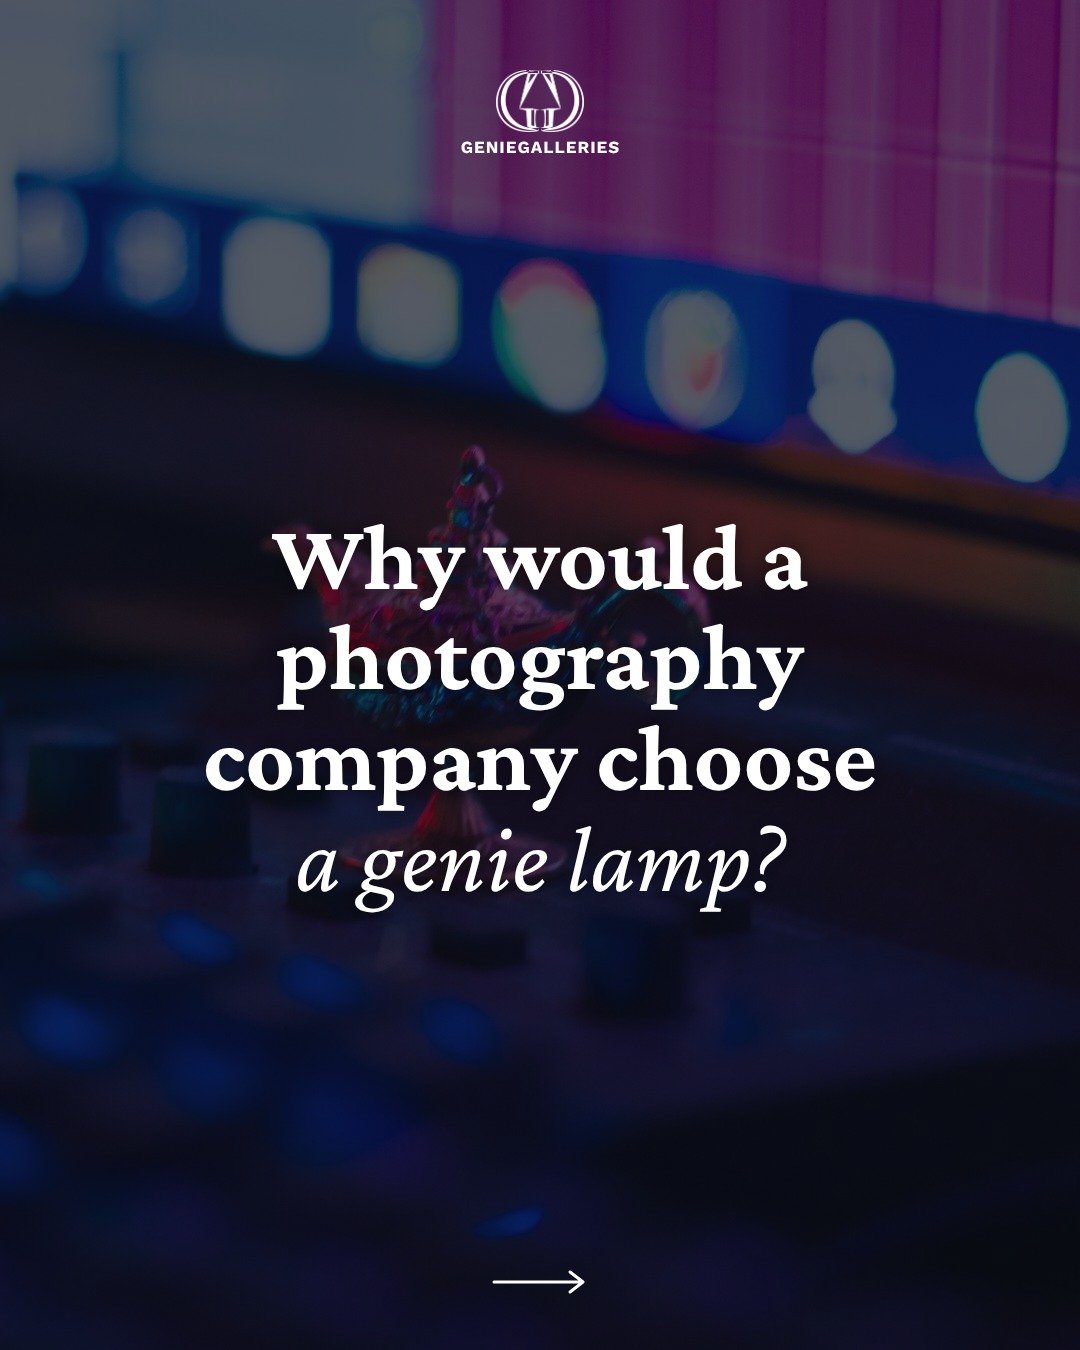 GENIEGALLERIES
Why would a
photography
company choose
a genie lamp?